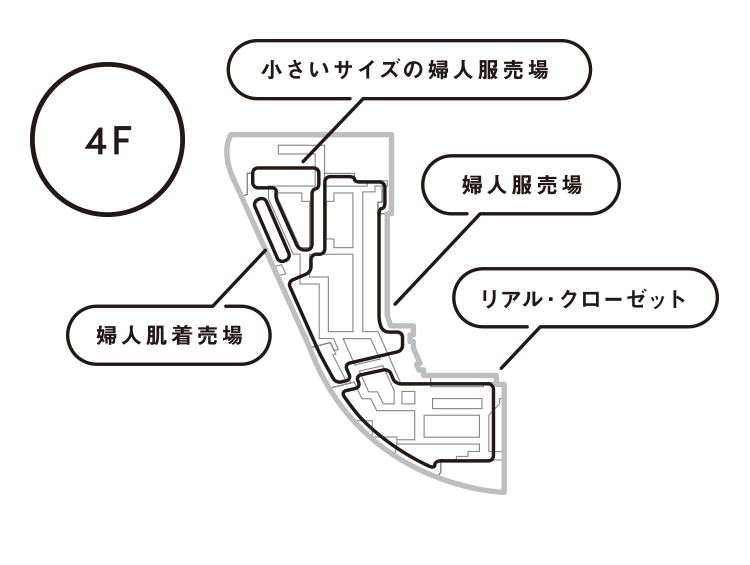 小さいサイズの婦人服売場
4F
婦人服売場
リアル・クローゼット
婦人肌着売場